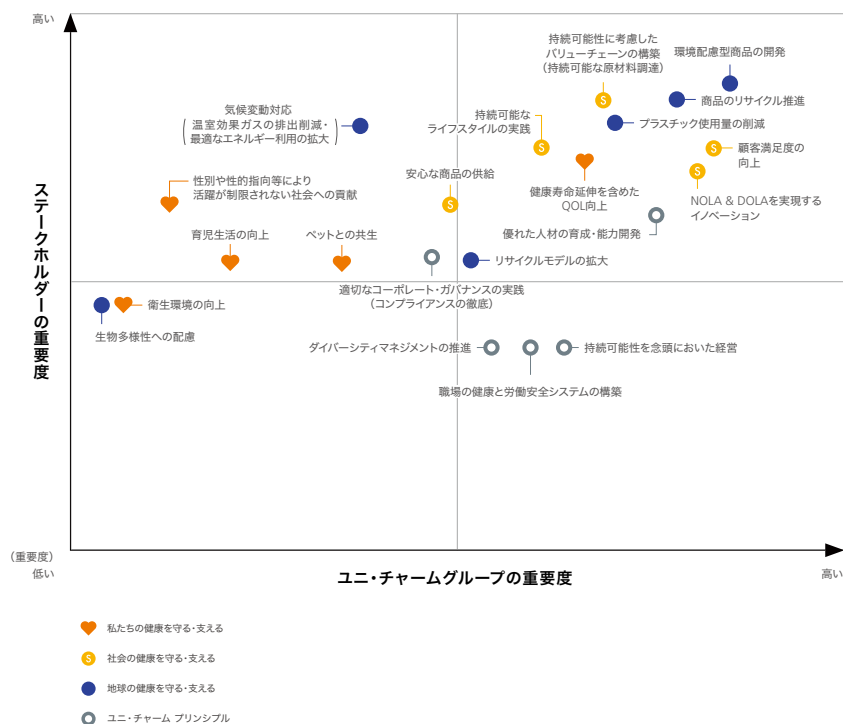 高い
ステークホルダーの重要度
(重要度)
低い
ユニ・チャームグループの重要度
高い
持続可能性に考慮した
バリューチェーンの構築
(持続可能な原材料調達)
環境配慮型商品の開発
商品のリサイクル推進
プラスチック使用量の削減
気候変動対応
温室効果ガスの排出削減・
最適なエネルギー利用の拡大
持続可能な
ライフスタイルの実践
顧客満足度の
向上
安心な商品の供給
健康寿命延伸を含めた
QOL向上
NOLA & DOLAを実現する
イノベーション
性別や性的指向等により
活躍が制限されない社会への貢献
優れた人材の育成・能力開発
育児生活の向上
ペットとの共生
リサイクルモデルの拡大
適切なコーポレート・ガバナンスの実践
(コンプライアンスの徹底)
衛生環境の向上
生物多様性への配慮
ダイバーシティマネジメントの推進
持続可能性を念頭においた経営
職場の健康と労働安全システムの構築
私たちの健康を守る・支える
S 社会の健康を守る・支える
地球の健康を守る・支える
ユニ・チャーム プリンシプル